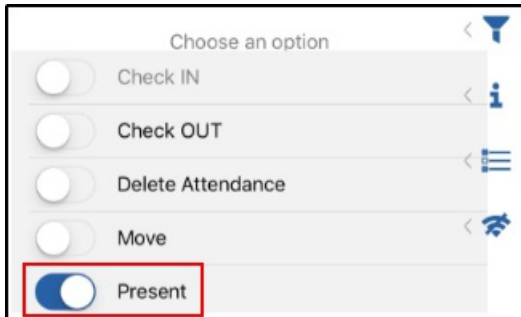 Choose an option
Check IN
Check OUT
Delete Attendance
Move
Present